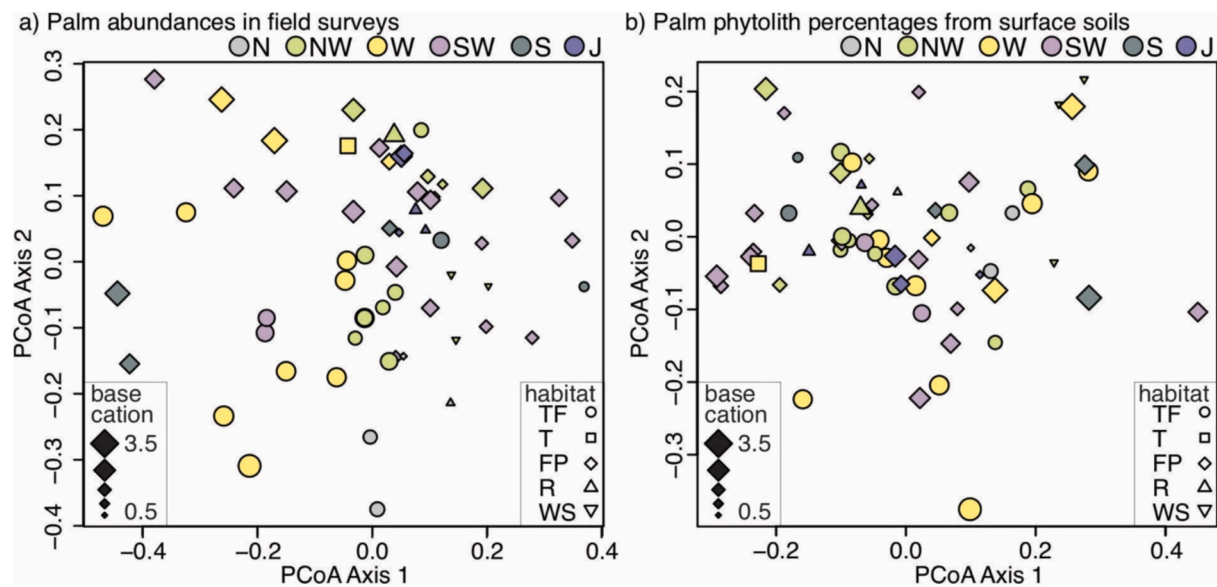 a) Palm abundances in field surveys
N NW W SW S J
0.3
0.2
0.1
0.0
−0.1
−0.2
−0.3
−0.4
PCoA Axis 2
base
cation
3.5
0.5
habitat
TF
T
FP
R
WS
−0.4 −0.2 0.0 0.2 0.4
PCoA Axis 1
b) Palm phytolith percentages from surface soils
N NW W SW S J
0.2
0.1
0.0
−0.1
−0.2
−0.3
PCoA Axis 2
base
cation
3.5
0.5
habitat
TF
T
FP
R
WS
−0.2 0.0 0.2 0.4
PCoA Axis 1